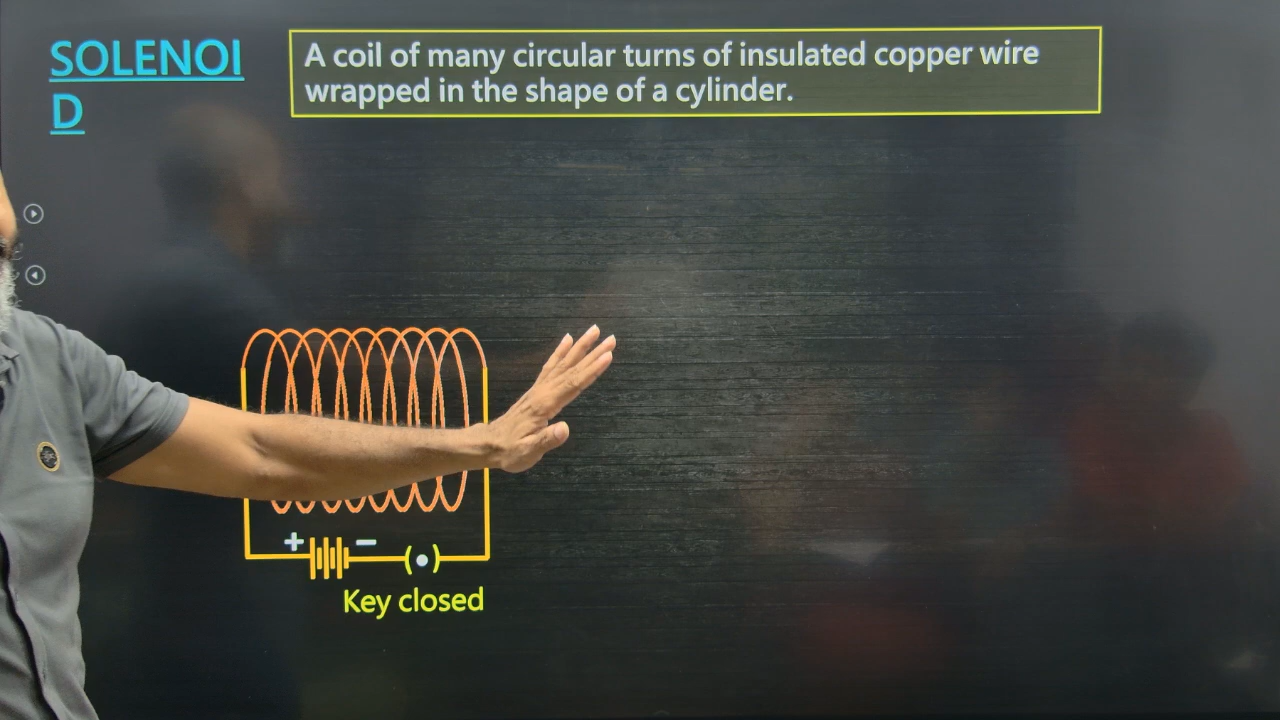 SOLENOI
D
A coil of many circular turns of insulated copper wire
wrapped in the shape of a cylinder.
+ −
(•)
Key closed